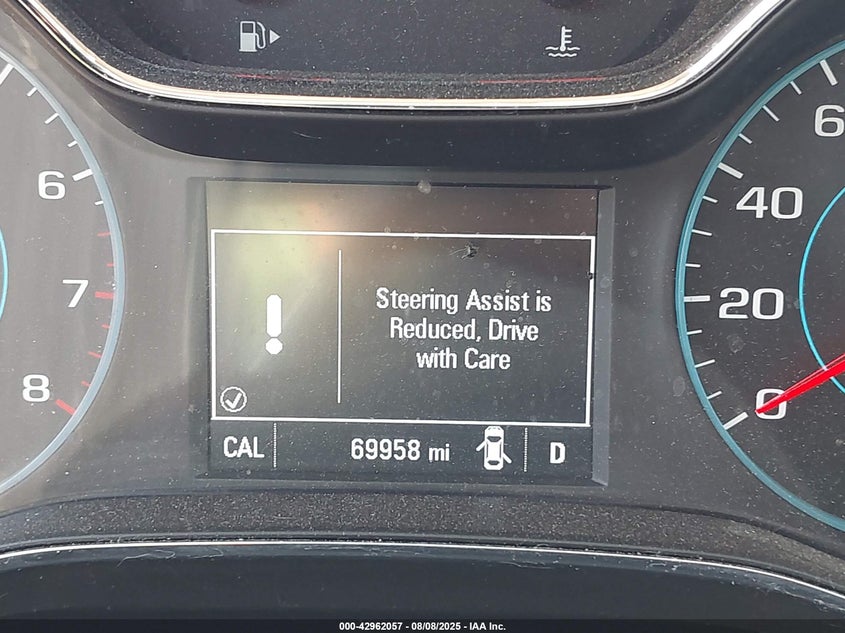 6
7
8
Steering Assist is
Reduced, Drive
with Care
CAL 69958 mi D
40
20
0
000-42962057 - 08/08/2025 - IAA Inc.